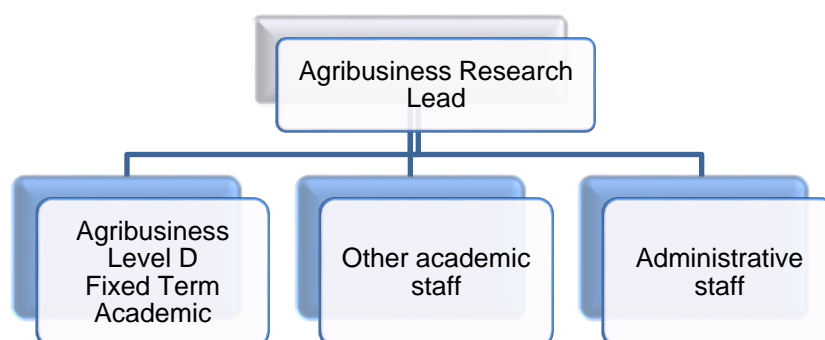 Agribusiness Research
Lead
Agribusiness
Level D
Fixed Term
Academic
Other academic
staff
Administrative
staff